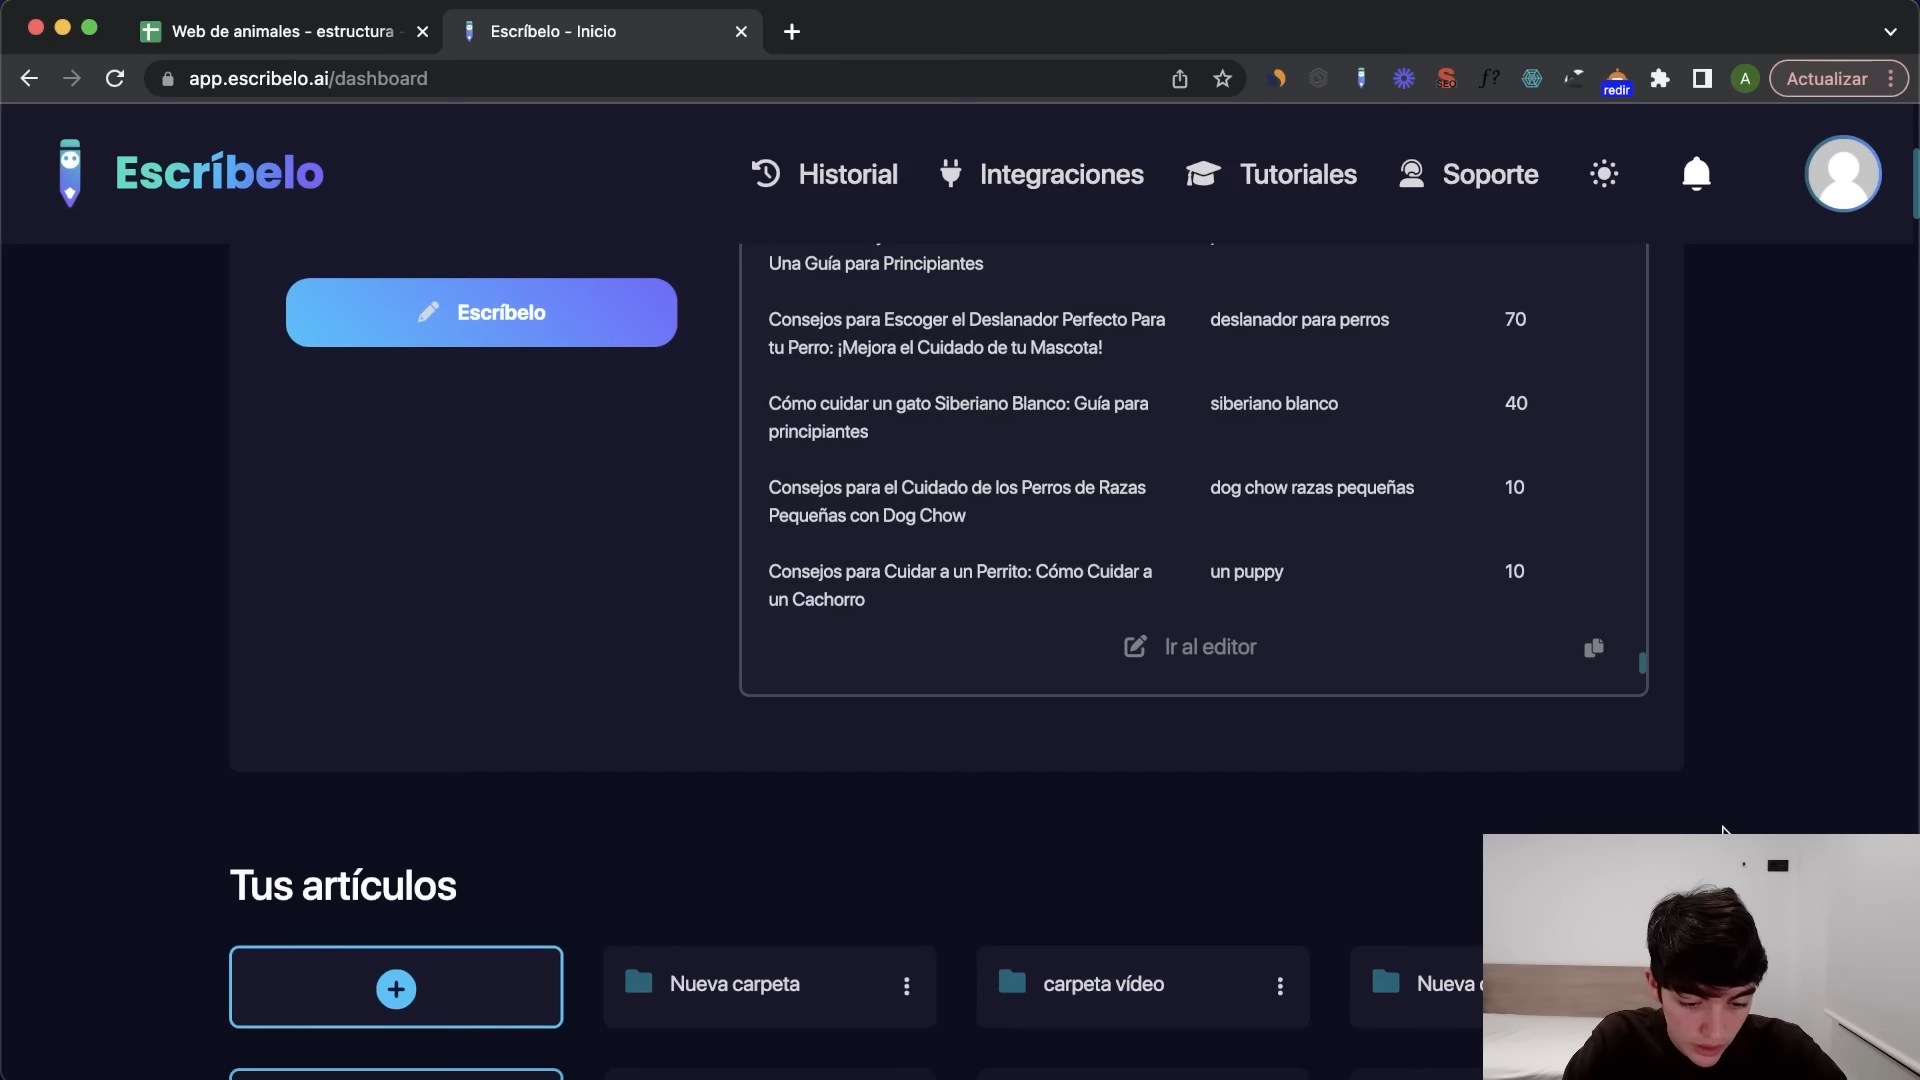 Web de animales - estructura -
Escríbelo - Inicio
app.escribelo.ai/dashboard
SEO
f?
redir
A
Actualizar
Escríbelo
Historial
Integraciones
Tutoriales
Soporte
Escríbelo
Una Guía para Principiantes
Consejos para Escoger el Deslanador Perfecto Para
tu Perro: ¡Mejora el Cuidado de tu Mascota!
deslanador para perros
70
Cómo cuidar un gato Siberiano Blanco: Guía para
principiantes
siberiano blanco
40
Consejos para el Cuidado de los Perros de Razas
Pequeñas con Dog Chow
dog chow razas pequeñas
10
Consejos para Cuidar a un Perrito: Cómo Cuidar a
un Cachorro
un puppy
10
Ir al editor
Tus artículos
Nueva carpeta
carpeta vídeo
Nueva